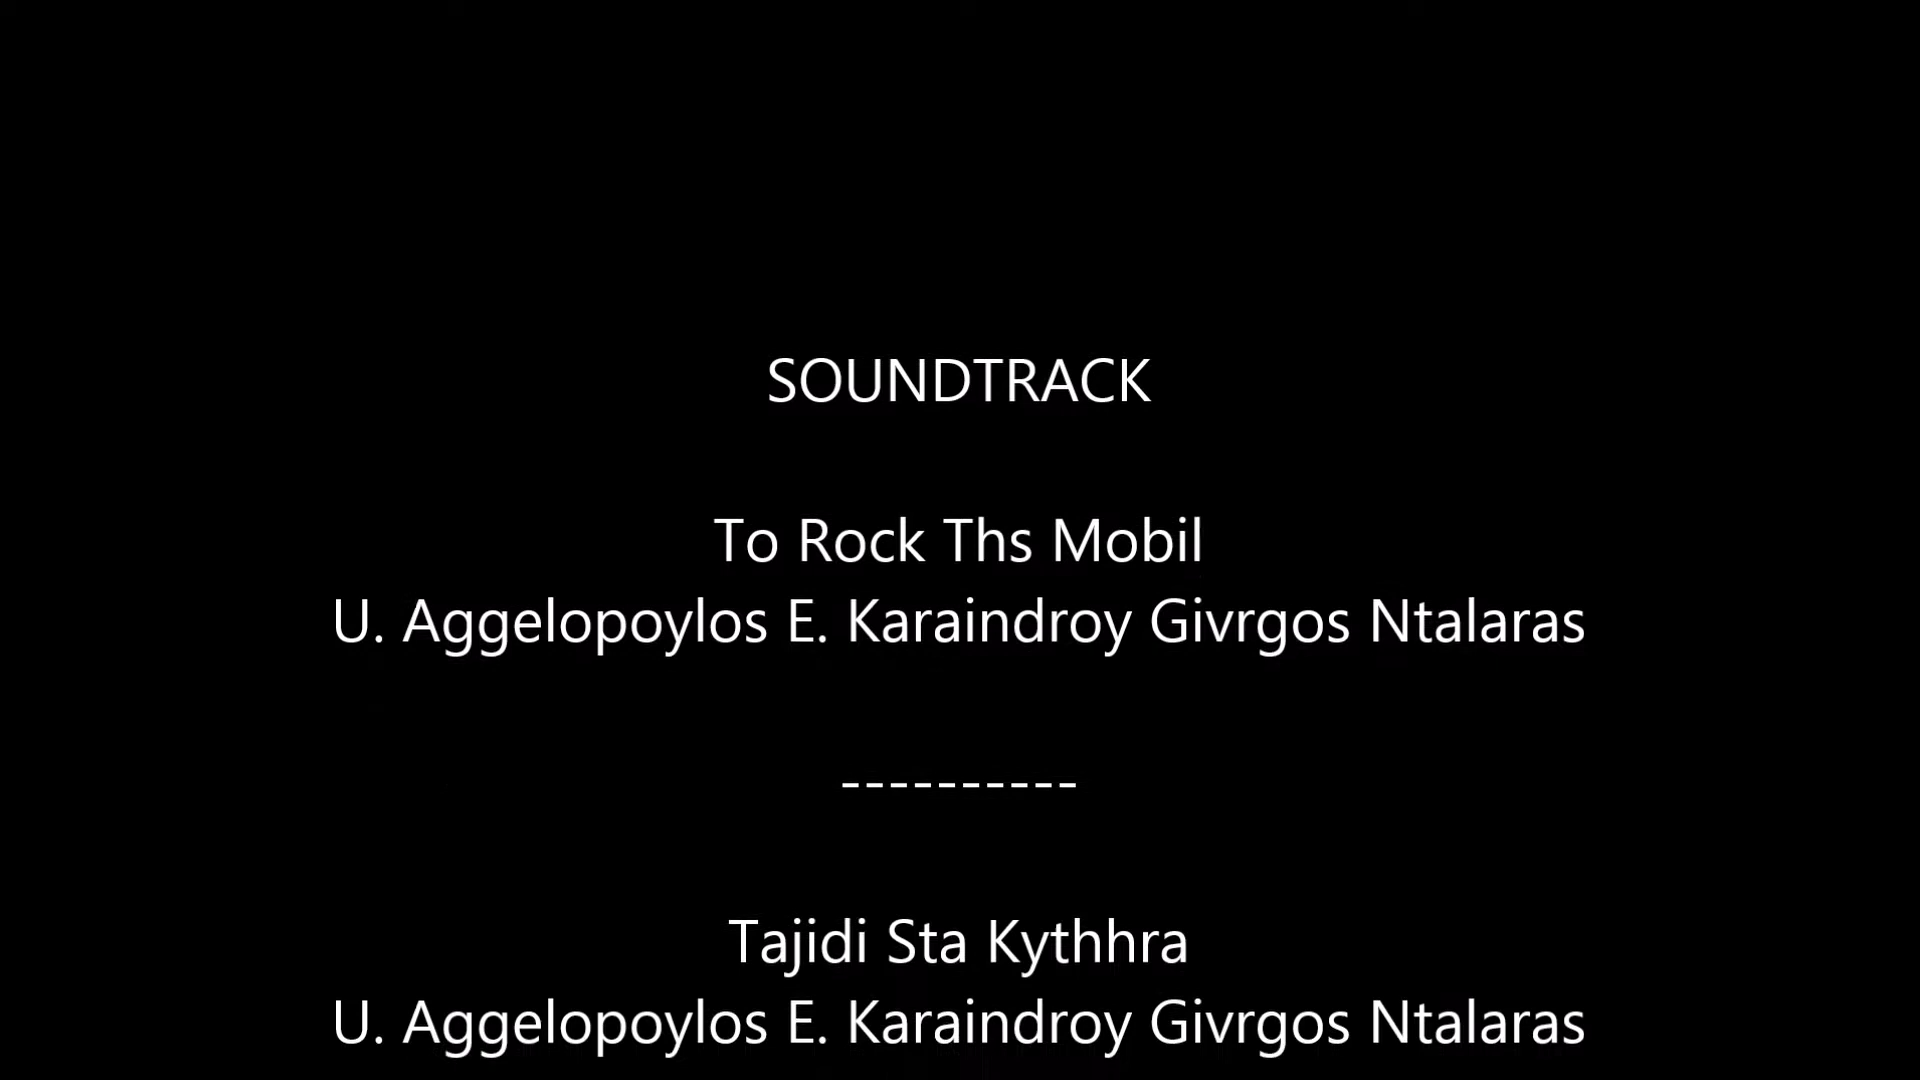 SOUNDTRACK
To Rock Ths Mobil
U. Aggelopoylos E. Karaindroy Givrgos Ntalaras
----------
Tajidi Sta Kythhra
U. Aggelopoylos E. Karaindroy Givrgos Ntalaras